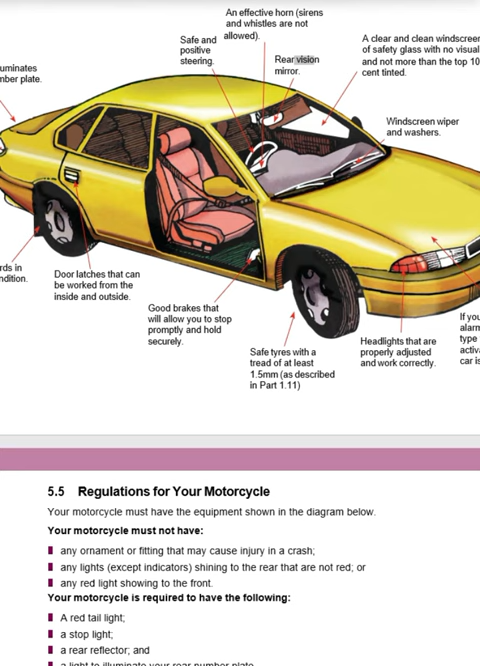 An effective horn (sirens
and whistles are not
allowed).
Safe and
positive
steering.
Rear vision
mirror.
A clear and clean windscreen
of safety glass with no visual
and not more than the top 10
cent tinted.
uminates
mber plate.
Windscreen wiper
and washers.
rds in
ndition.
Door latches that can
be worked from the
inside and outside.
Good brakes that
will allow you to stop
promptly and hold
securely.
Safe tyres with a
tread of at least
1.5mm (as described
in Part 1.11)
Headlights that are
properly adjusted
and work correctly.
If you
alarm
type
activa
car is
5.5 Regulations for Your Motorcycle
Your motorcycle must have the equipment shown in the diagram below.
Your motorcycle must not have:
any ornament or fitting that may cause injury in a crash;
any lights (except indicators) shining to the rear that are not red; or
any red light showing to the front.
Your motorcycle is required to have the following:
A red tail light;
a stop light;
a rear reflector; and
a light to illuminate your rear number plate.